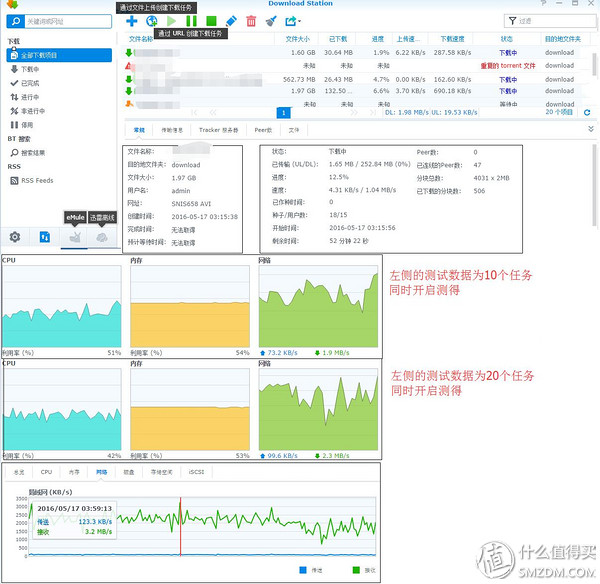 Download Station
通过文件上传创建下载任务
通过 URL 创建下载任务
关键词或网址
过滤
下载
全部下载项目
下载中
已完成
进行中
非进行中
停用
BT 搜索
搜索结果
RSS
RSS Feeds
eMule
迅雷离线
文件名称
文件大小
已下载
进度
上传速...
下载速度
状态
目的地文件夹
1.60 GB 30.64 MB 1.9% 6.22 KB/s 287.58 KB/s 下载中 download
未知 未知 未知 重复的 torrent 文件 download
562.73 MB 26.43 MB 4.7% 0.00 KB/s 162.60 KB/s 下载中 download
1.97 GB 132.50 ... 6.6% 3.70 KB/s 690.18 KB/s 下载中 download
未知 未知 未知 等待中 download
1
DL: 1.98 MB/s UL: 19.53 KB/s
20 个项目
常规
传输信息
Tracker 服务器
Peer数
文件
文件名称:
目的地文件夹: download
文件大小: 1.97 GB
用户名: admin
网址: SNIS658 AVI
创建时间: 2016-05-17 03:15:38
完成时间: 无法取得
预计等待时间: 无法取得
状态: 下载中
已传输 (UL/DL): 1.65 MB / 252.84 MB (0%)
进度: 12.5%
速度: 4.31 KB/s / 1.04 MB/s
已作种时间: 0
种子/用户数: 18/15
开始时间: 2016-05-17 03:15:56
剩余时间: 52 分钟 22 秒
Peer数: 0
已连线的Peer数: 47
分块总数: 4031 x 2MB
已下载的分块数: 506
CPU
内存
网络
利用率 (%) 51%
利用率 (%) 54%
73.2 KB/s 1.9 MB/s
左侧的测试数据为10个任务
同时开启测得
CPU
内存
网络
利用率 (%) 42%
利用率 (%) 53%
99.6 KB/s 2.3 MB/s
左侧的测试数据为20个任务
同时开启测得
总览
CPU
内存
网络
硬盘
存储空间
iSCSI
局域网 (KB/s)
3500
3000
2500
2000
1500
1000
500
0
2016/05/17 03:59:13
传送 123.3 KB/s
接收 3.2 MB/s
传送
接收
值 什么值得买
SMZDM.COM